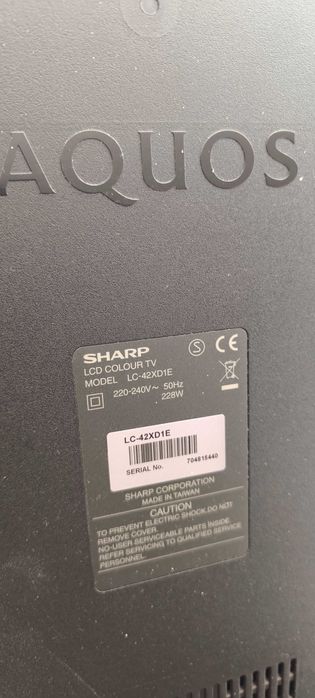 AQUOS
SHARP
LCD COLOUR TV
MODEL LC-42XD1E
220-240V~ 50Hz
228W
S
CE
LC-42XD1E
SERIAL No. 704815440
SHARP CORPORATION
MADE IN TAIWAN
CAUTION
TO PREVENT ELECTRIC SHOCK,DO NOT
REMOVE COVER.
NO-USER SERVICEABLE PARTS INSIDE.
REFER SERVICING TO QUALIFIED SERVICE
PERSONNEL.